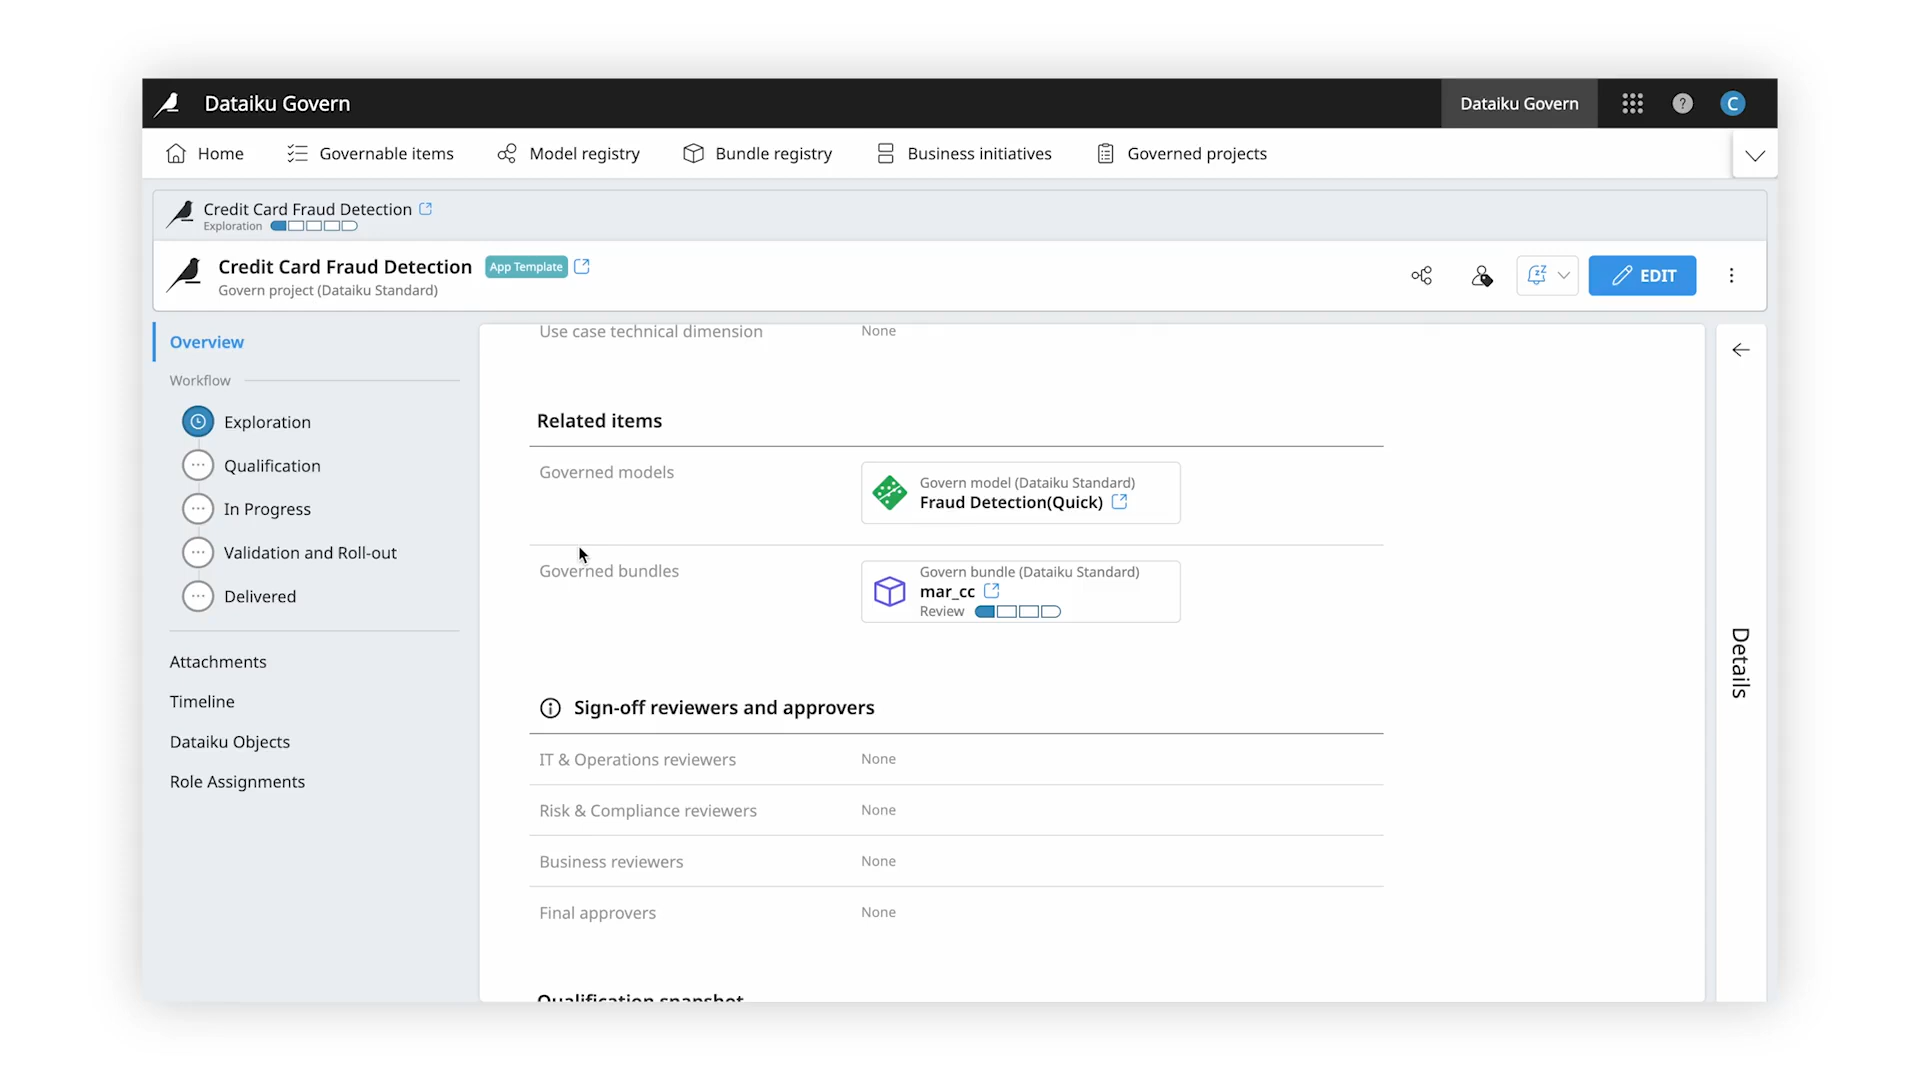 Dataiku Govern
Dataiku Govern
?
C
Home
Governable items
Model registry
Bundle registry
Business initiatives
Governed projects
Credit Card Fraud Detection
Exploration
Credit Card Fraud Detection
App Template
Govern project (Dataiku Standard)
EDIT
Overview
Workflow
Exploration
Qualification
In Progress
Validation and Roll-out
Delivered
Attachments
Timeline
Dataiku Objects
Role Assignments
Use case technical dimension
None
Related items
Governed models
Govern model (Dataiku Standard)
Fraud Detection(Quick)
Governed bundles
Govern bundle (Dataiku Standard)
mar_cc
Review
Sign-off reviewers and approvers
IT & Operations reviewers
None
Risk & Compliance reviewers
None
Business reviewers
None
Final approvers
None
Qualification snapshot
Details